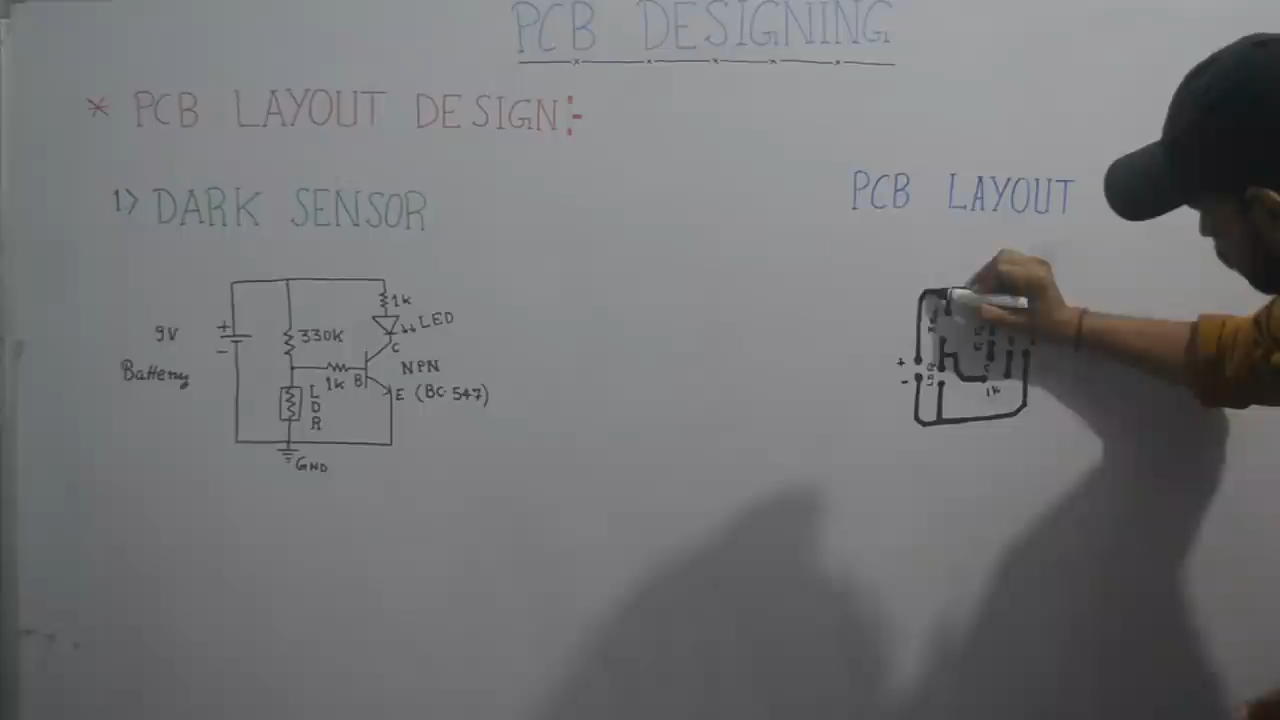 PCB DESIGNING
* PCB LAYOUT DESIGN:-
1> DARK SENSOR
PCB LAYOUT
1K
LED
9V
+
-
330K
C
NPN
Battery
1K
B
E (BC 547)
LDR
GND
+
-
1K